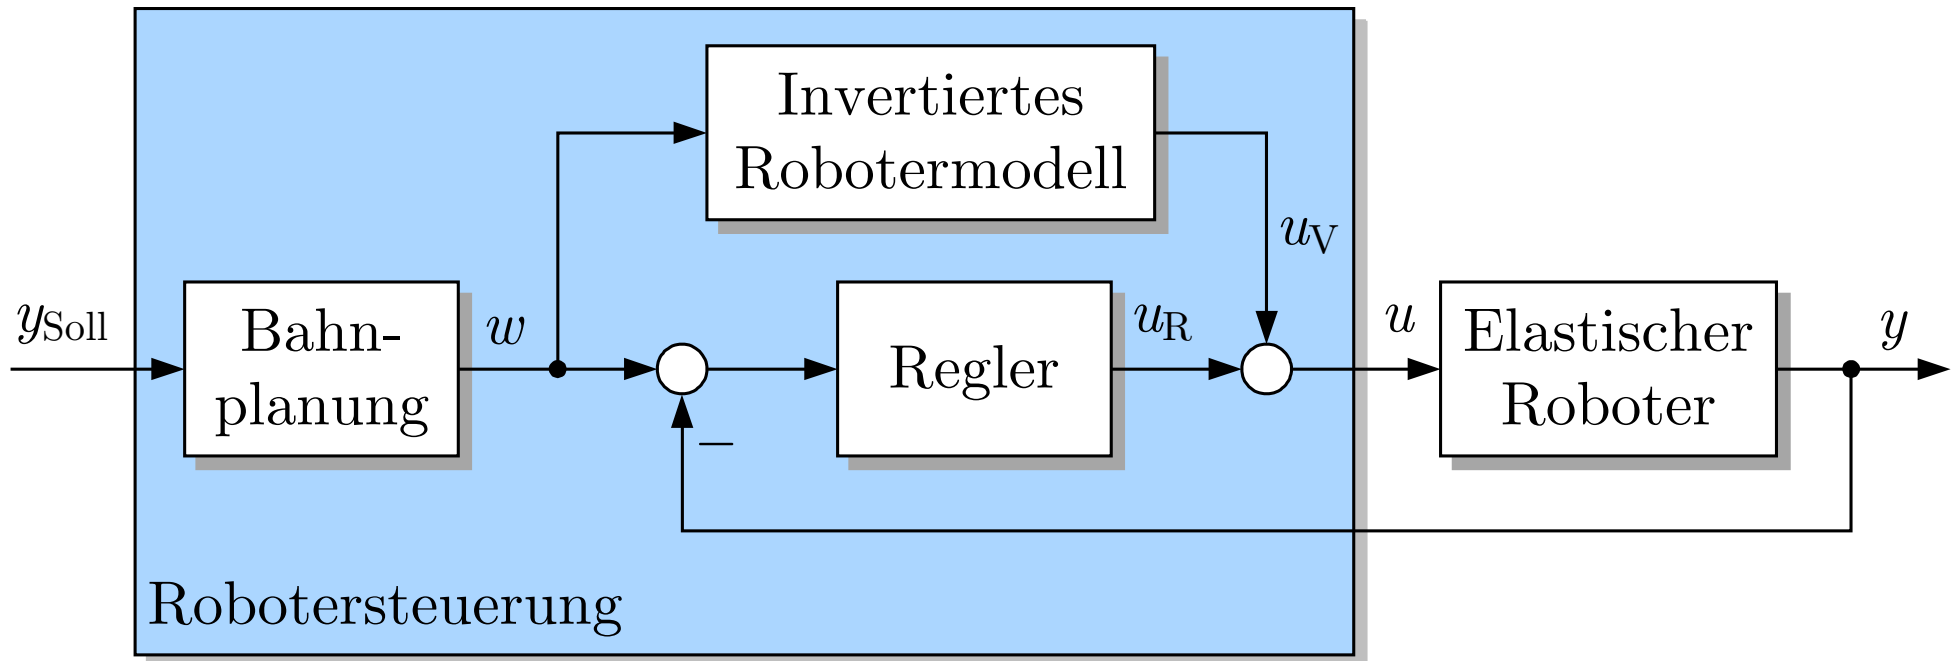 Invertiertes
Robotermodell
u_V
y_Soll
Bahn-
planung
w
Regler
u_R
u
Elastischer
Roboter
y
−
Robotersteuerung